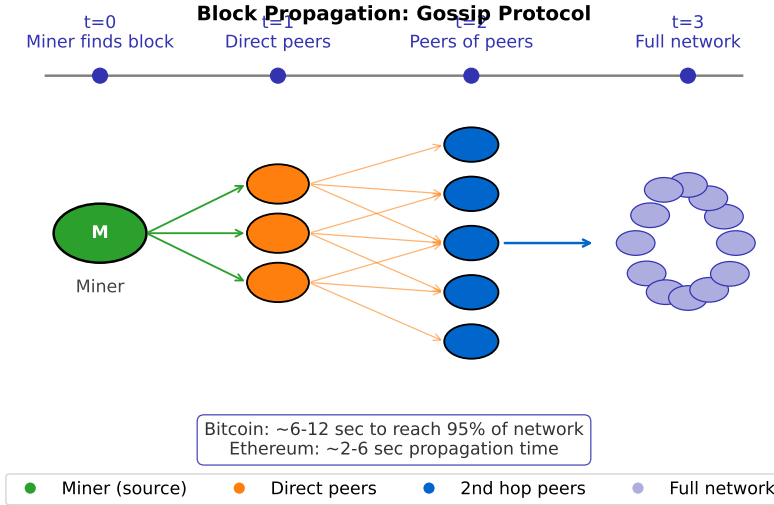 Block Propagation: Gossip Protocol
t=0
t=1
t=2
t=3
Miner finds block
Direct peers
Peers of peers
Full network
M
Miner
Bitcoin: ~6-12 sec to reach 95% of network
Ethereum: ~2-6 sec propagation time
Miner (source)
Direct peers
2nd hop peers
Full network